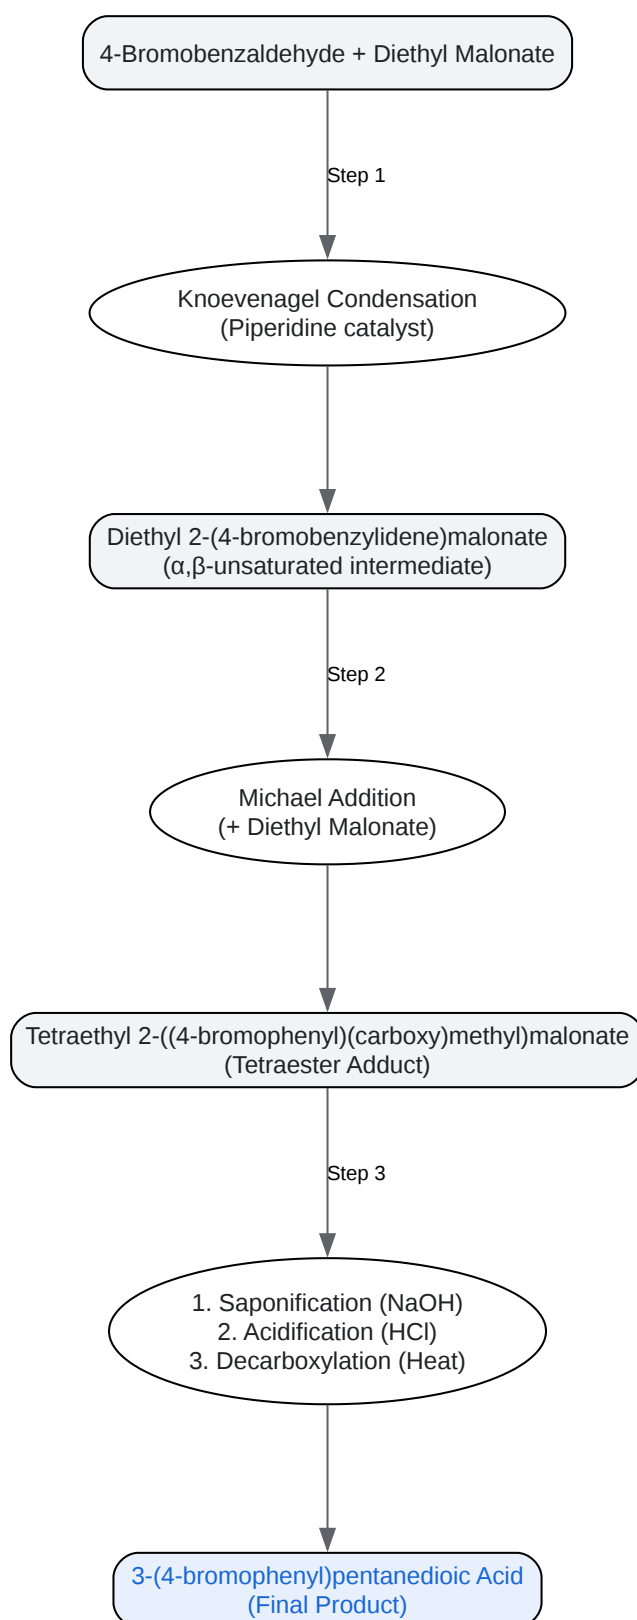 4-Bromobenzaldehyde + Diethyl Malonate
Step 1
Knoevenagel Condensation
(Piperidine catalyst)
Diethyl 2-(4-bromobenzylidene)malonate
(α,β-unsaturated intermediate)
Step 2
Michael Addition
(+ Diethyl Malonate)
Tetraethyl 2-((4-bromophenyl)(carboxy)methyl)malonate
(Tetraester Adduct)
Step 3
1. Saponification (NaOH)
2. Acidification (HCl)
3. Decarboxylation (Heat)
3-(4-bromophenyl)pentanedioic Acid
(Final Product)